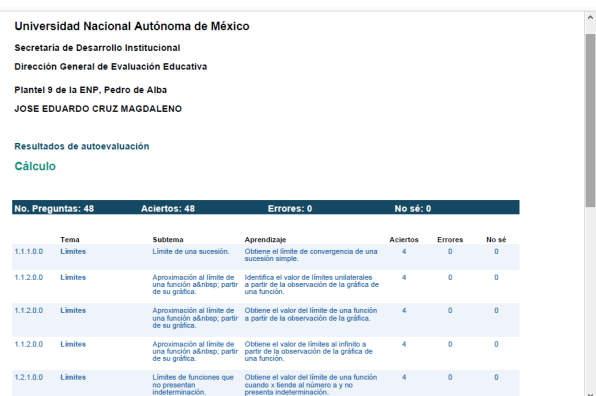 Universidad Nacional Autónoma de México
Secretaría de Desarrollo Institucional
Dirección General de Evaluación Educativa
Plantel 9 de la ENP, Pedro de Alba
JOSE EDUARDO CRUZ MAGDALENO
Resultados de autoevaluación
Cálculo
No. Preguntas: 48 Aciertos: 48 Errores: 0 No sé: 0
Tema Subtema Aprendizaje Aciertos Errores No sé
1.1.1.0.0 Límites Límite de una sucesión. Obtiene el límite de convergencia de una 4 0 0
sucesión simple.
1.1.2.0.0 Límites Aproximación al límite de Identifica el valor de límites unilaterales 4 0 0
una función a&nbsp; partir a partir de la observación de la gráfica de
de su gráfica. una función.
1.1.2.0.0 Límites Aproximación al límite de Obtiene el valor del límite de una función 4 0 0
una función a&nbsp; partir a partir de la observación de la gráfica.
de su gráfica.
1.1.2.0.0 Límites Aproximación al límite de Obtiene el valor de límites al infinito a 4 0 0
una función a&nbsp; partir partir de la observación de la gráfica de
de su gráfica. una función.
1.2.1.0.0 Límites Límites de funciones que Obtiene el valor del límite de una función 4 0 0
no presentan cuando x tiende al número a y no
indeterminación. presenta indeterminación.